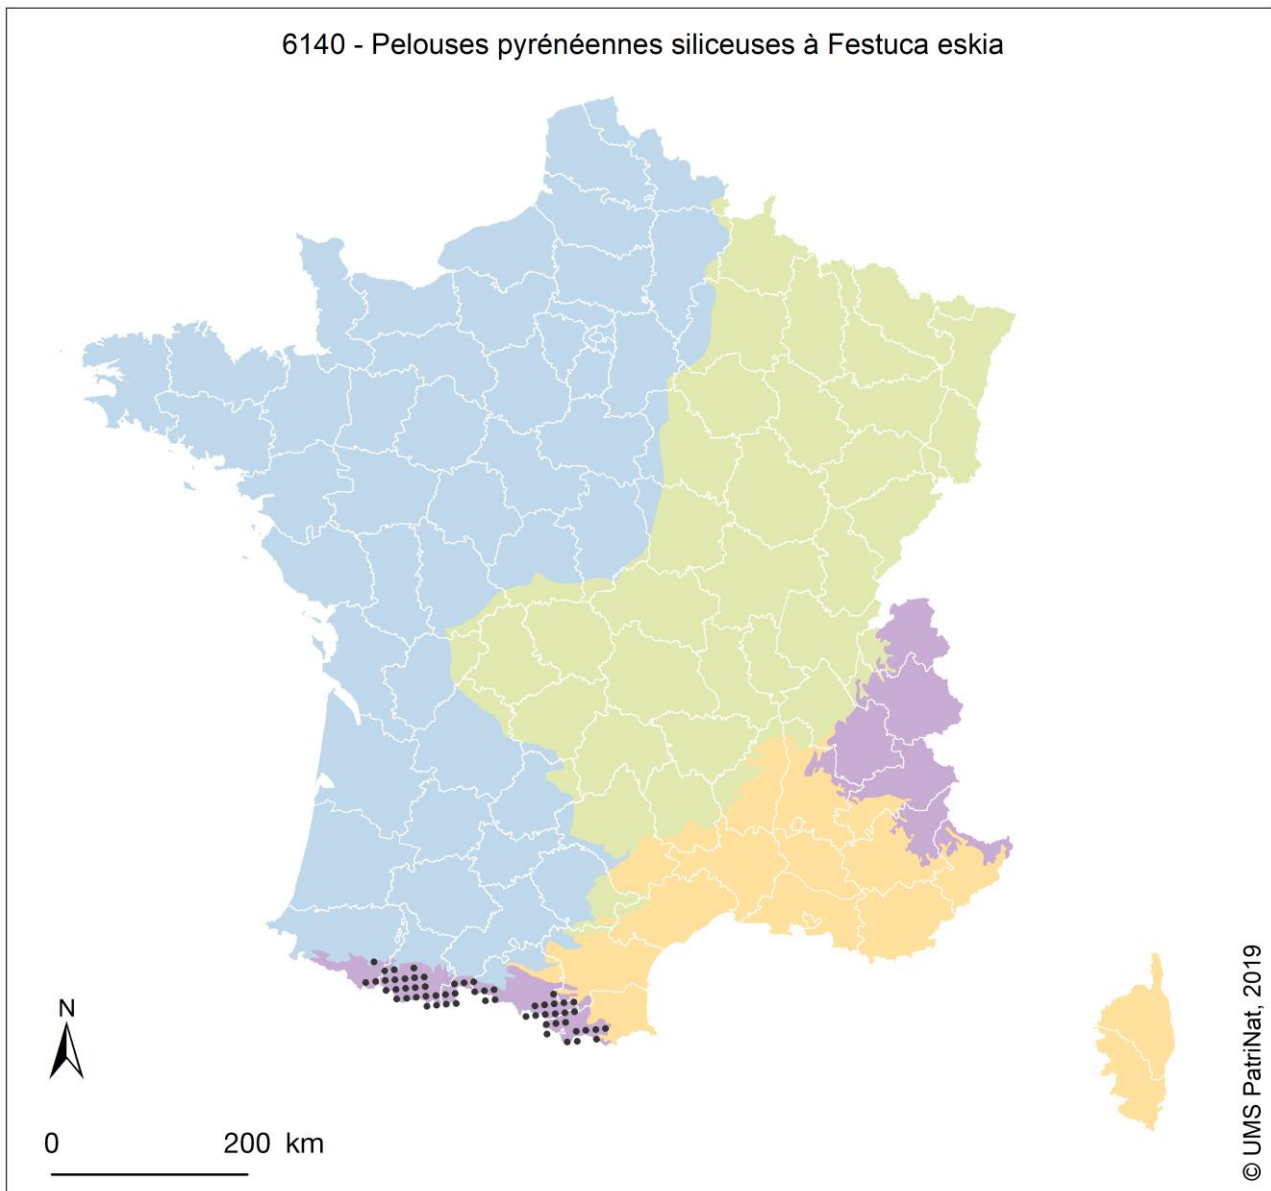 6140 - Pelouses pyrénéennes siliceuses à Festuca eskia
N
0 200 km
© UMS PatriNat, 2019